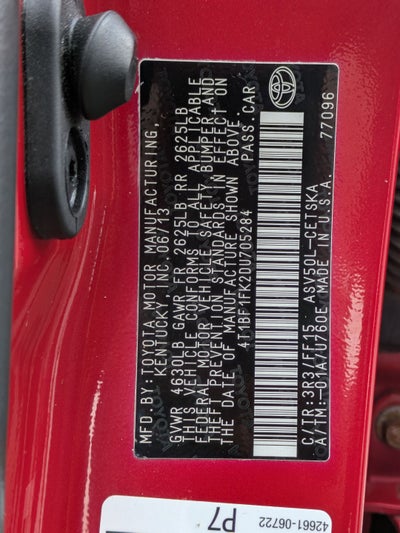 MFD.BY:TOYOTA MOTOR MANUFACTURING,
KENTUCKY, INC. 06/13
GVWR 4630LB GAWR FR 2625LB RR 2625LB
THIS VEHICLE CONFORMS TO ALL APPLICABLE
FEDERAL MOTOR VEHICLE SAFETY, BUMPER, AND
THEFT PREVENTION STANDARDS IN EFFECT ON
THE DATE OF MANUFACTURE SHOWN ABOVE.
4T1BF1FK2DU705284 PASS.CAR
C/TR:3R3/FF15 ASV50L-CETSKA
A/TM:-01A/U760E MADE IN U.S.A. 77096
42661-06722
P7